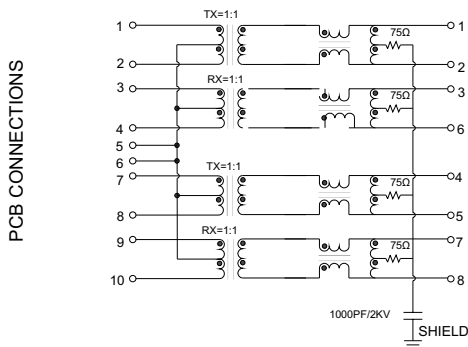 PCB CONNECTIONS
TX=1:1
1 1
75Ω
2 2
RX=1:1
3 3
75Ω
4 6
5
6
TX=1:1
7 4
75Ω
8 5
RX=1:1
9 7
75Ω
10 8
1000PF/2KV
SHIELD